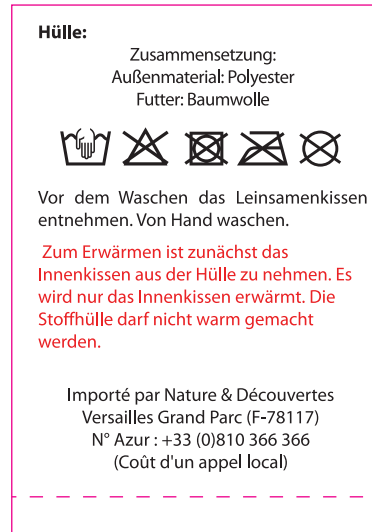 Hülle:
Zusammensetzung:
Außenmaterial: Polyester
Futter: Baumwolle
Vor dem Waschen das Leinsamenkissen
entnehmen. Von Hand waschen.
Zum Erwärmen ist zunächst das
Innenkissen aus der Hülle zu nehmen. Es
wird nur das Innenkissen erwärmt. Die
Stoffhülle darf nicht warm gemacht
werden.
Importé par Nature & Découvertes
Versailles Grand Parc (F-78117)
N° Azur : +33 (0)810 366 366
(Coût d'un appel local)